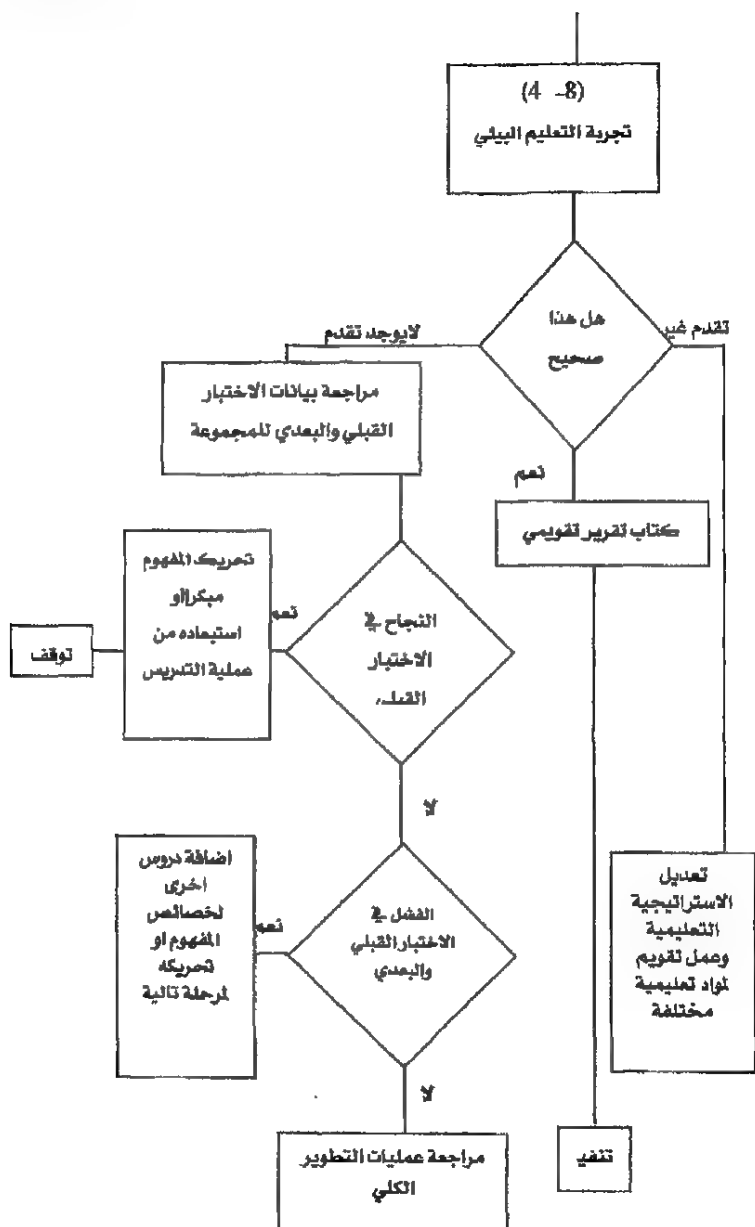 (8- 4)
تجربة التعليم البيئي
هل هذا
صحيح
تقدم غير
لايوجد تقدم
نعم
مراجعة بيانات الاختبار
القبلي والبعدي للمجموعة
كتاب تقرير تقويمي
النجاح في
الاختبار
القبلي
نعم
تحريك المفهوم
مبكرا أو
استبعاده من
عملية التدريس
توقف
لا
الفشل في
الاختبار القبلي
والبعدي
نعم
اضافة دروس
اخرى
لخصائص
المفهوم او
تحريكه
لمرحلة تالية
تعديل
الاستراتيجية
التعليمية
وعمل تقويم
لمواد تعليمية
مختلفة
لا
مراجعة عمليات التطوير
الكلي
تنفيذ